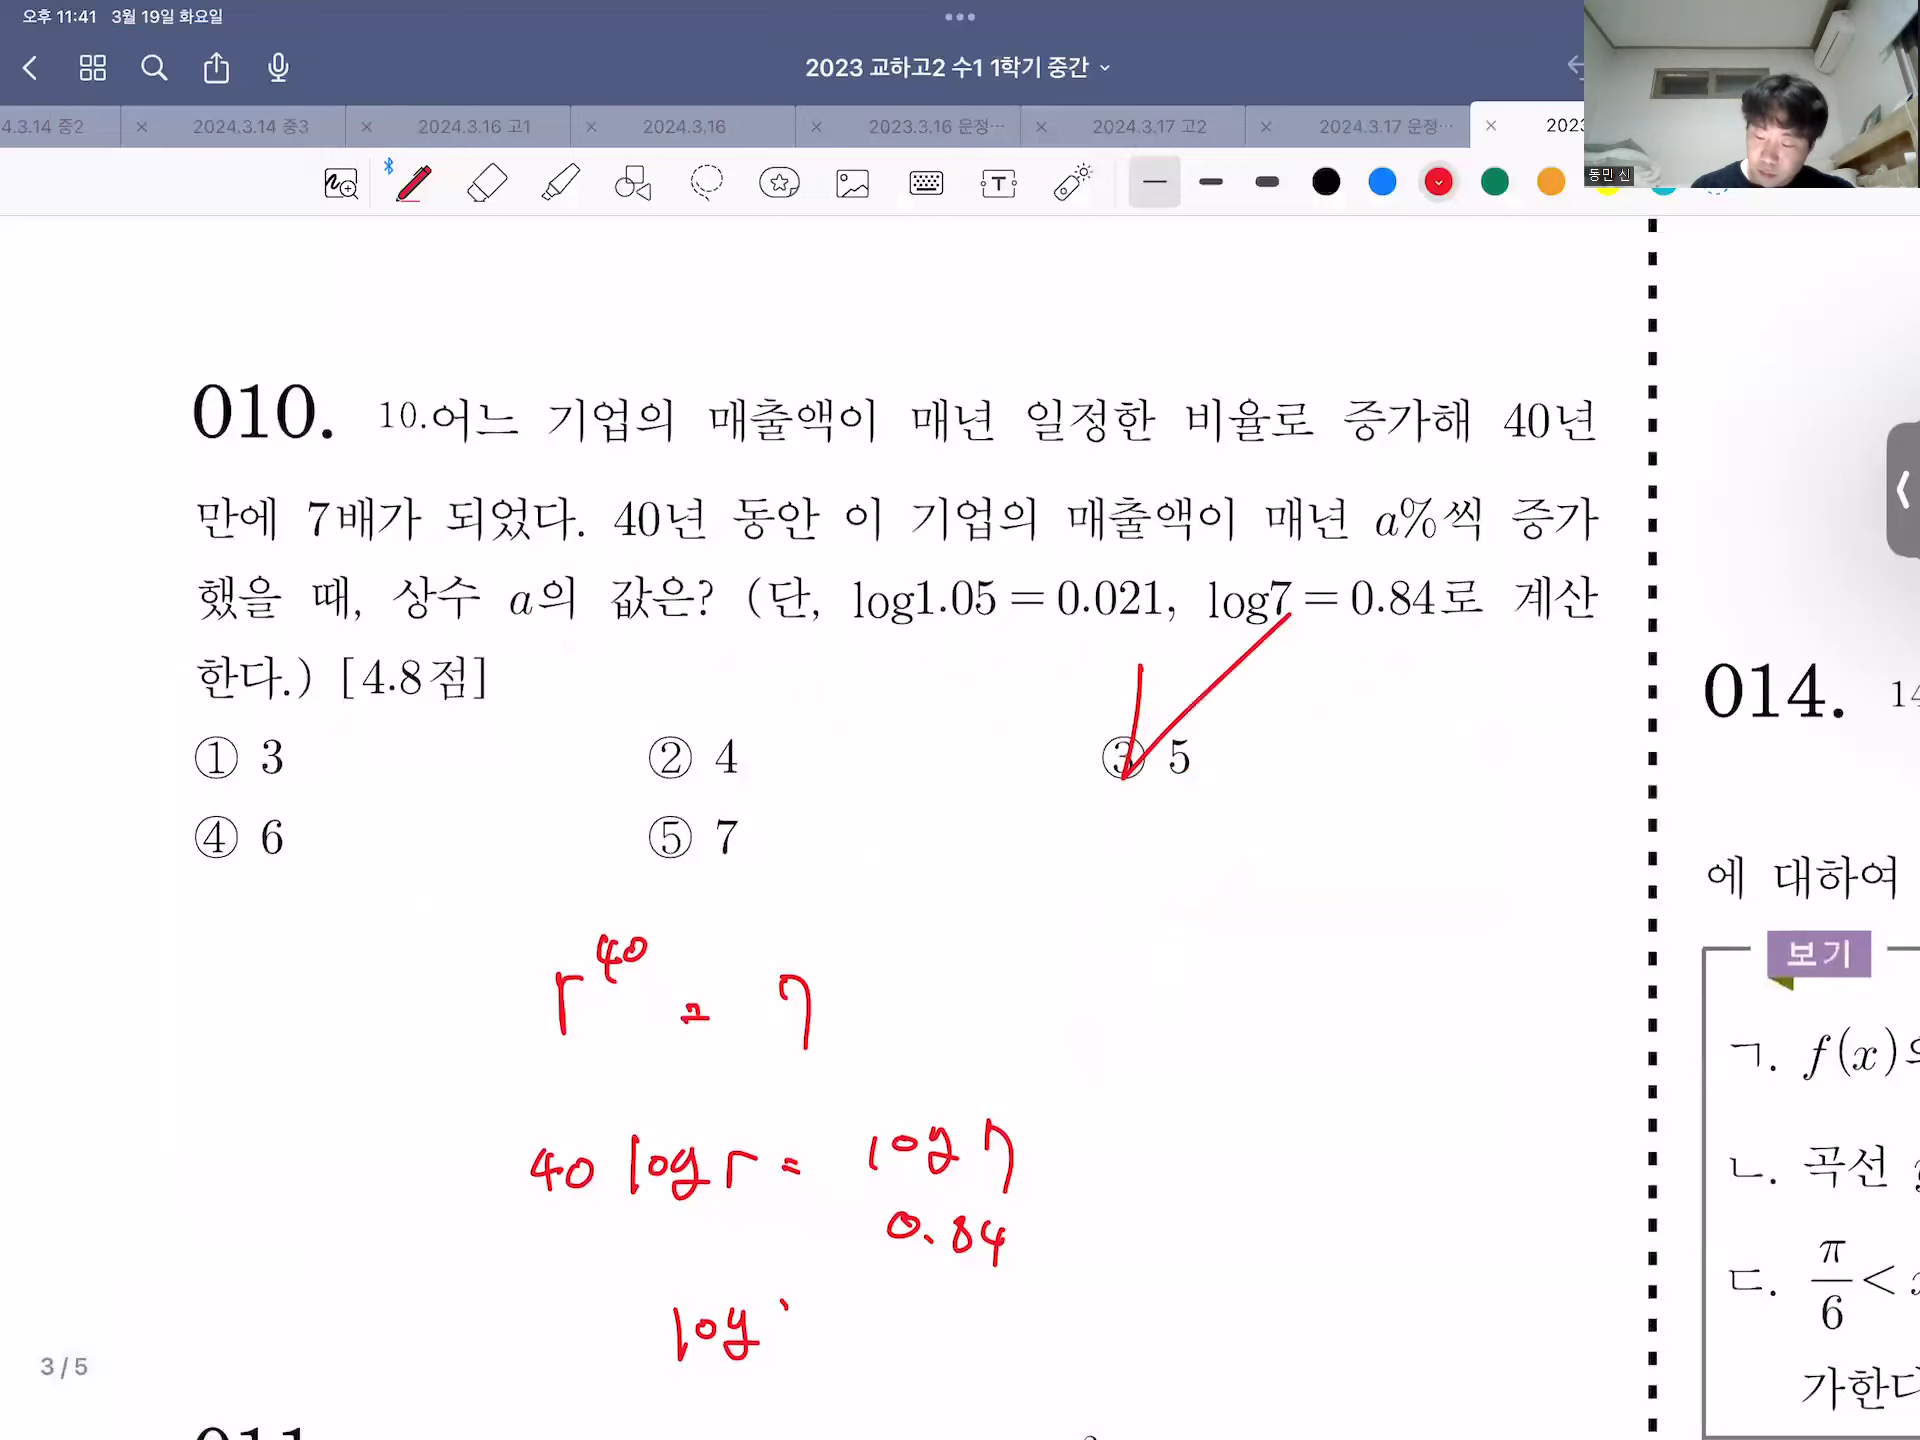 오후 11:41 3월 19일 화요일
2023 교하고2 수1 1학기 중간
4.3.14 중2
2024.3.14 중3
2024.3.16 고1
2024.3.16
2023.3.16 운정…
2024.3.17 고2
2024.3.17 운정…
2023
동민 신
010. 10.어느 기업의 매출액이 매년 일정한 비율로 증가해 40년
만에 7배가 되었다. 40년 동안 이 기업의 매출액이 매년 a%씩 증가
했을 때, 상수 a의 값은? (단, log1.05=0.021, log7=0.84로 계산
한다.) [4.8점]
① 3 ② 4 ③ 5
④ 6 ⑤ 7
r^40 = 7
40 log r = log 7
0.84
log
3 / 5
011.
014. 14
에 대하여
보기
ㄱ. f(x)의
ㄴ. 곡선
ㄷ. π/6 <
가한다